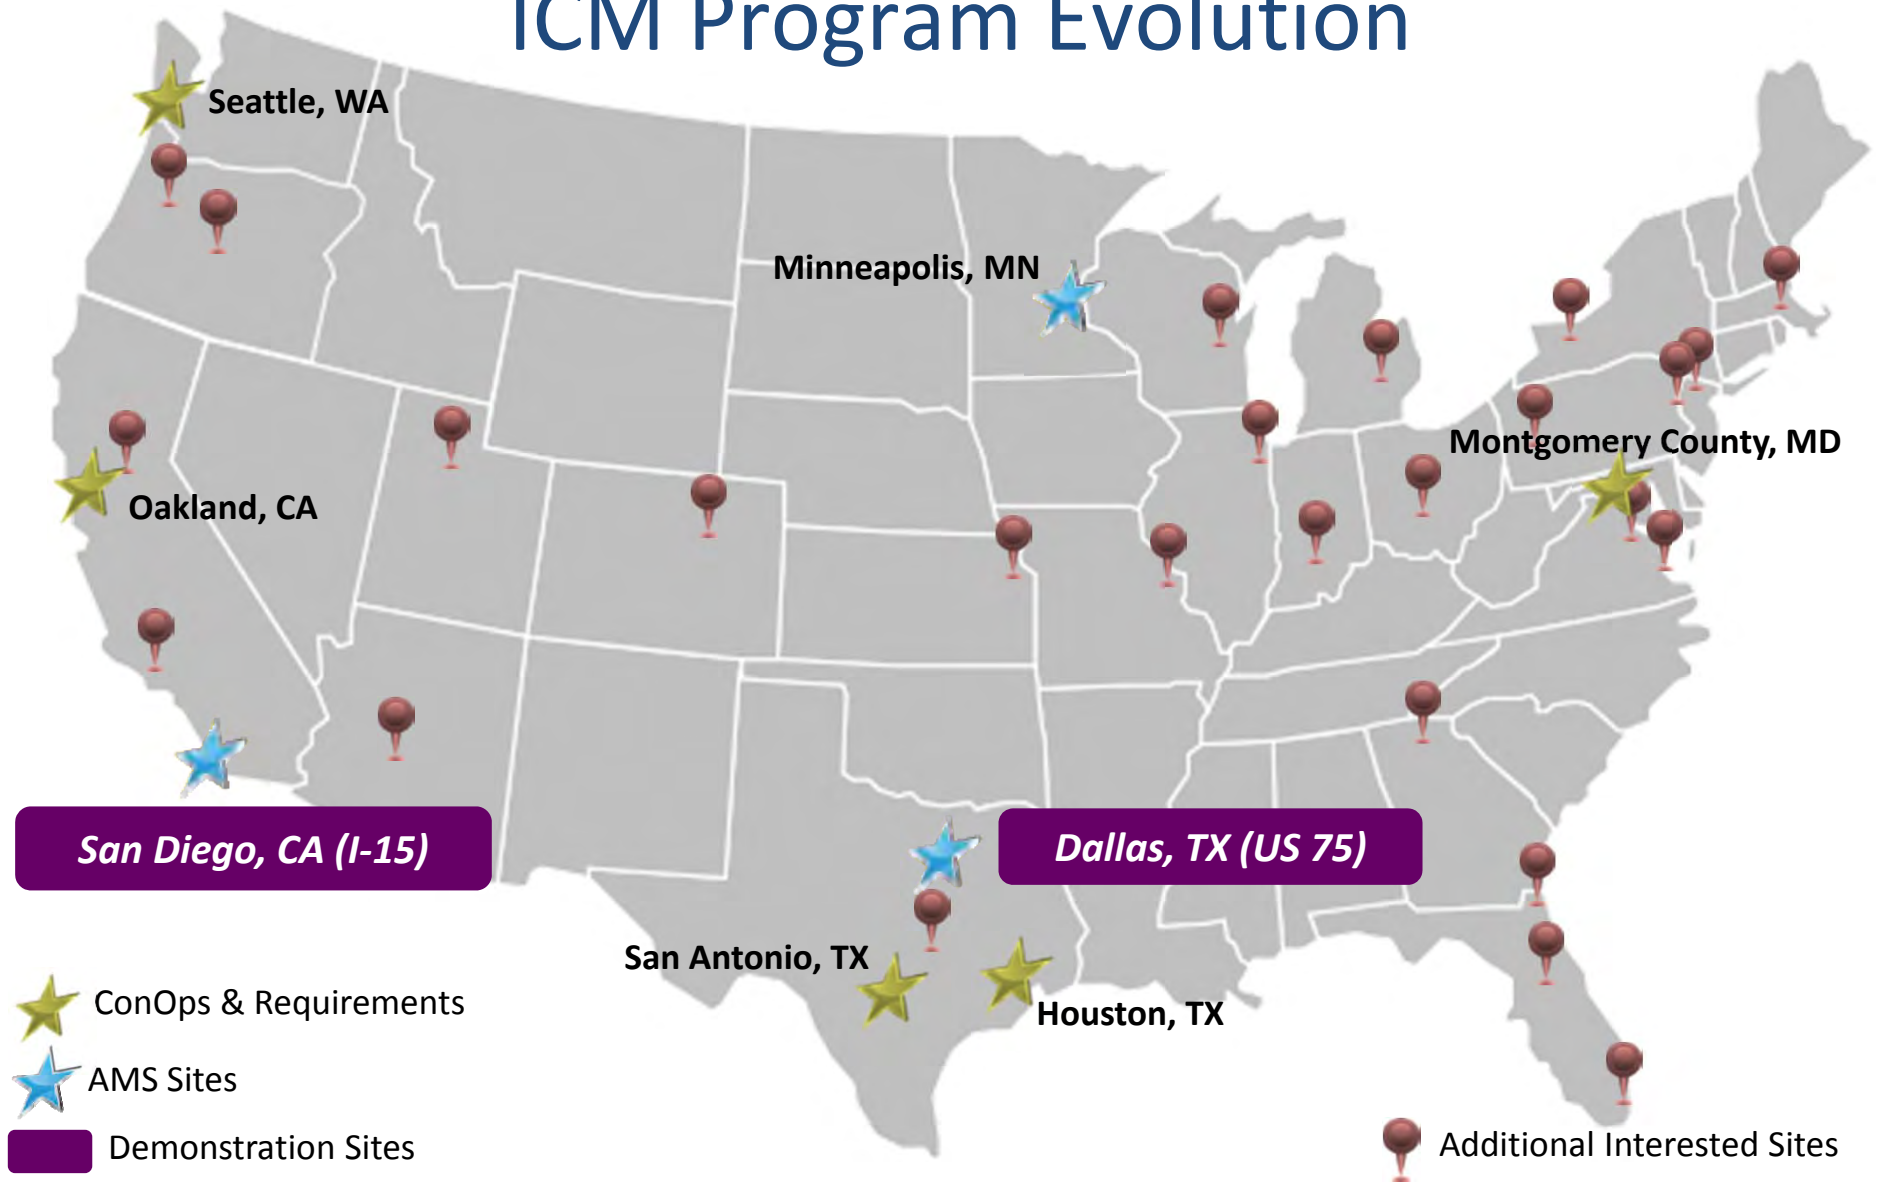 ICM Program Evolution
Seattle, WA
Minneapolis, MN
Montgomery County, MD
Oakland, CA
San Diego, CA (I-15)
Dallas, TX (US 75)
San Antonio, TX
Houston, TX
ConOps & Requirements
AMS Sites
Demonstration Sites
Additional Interested Sites